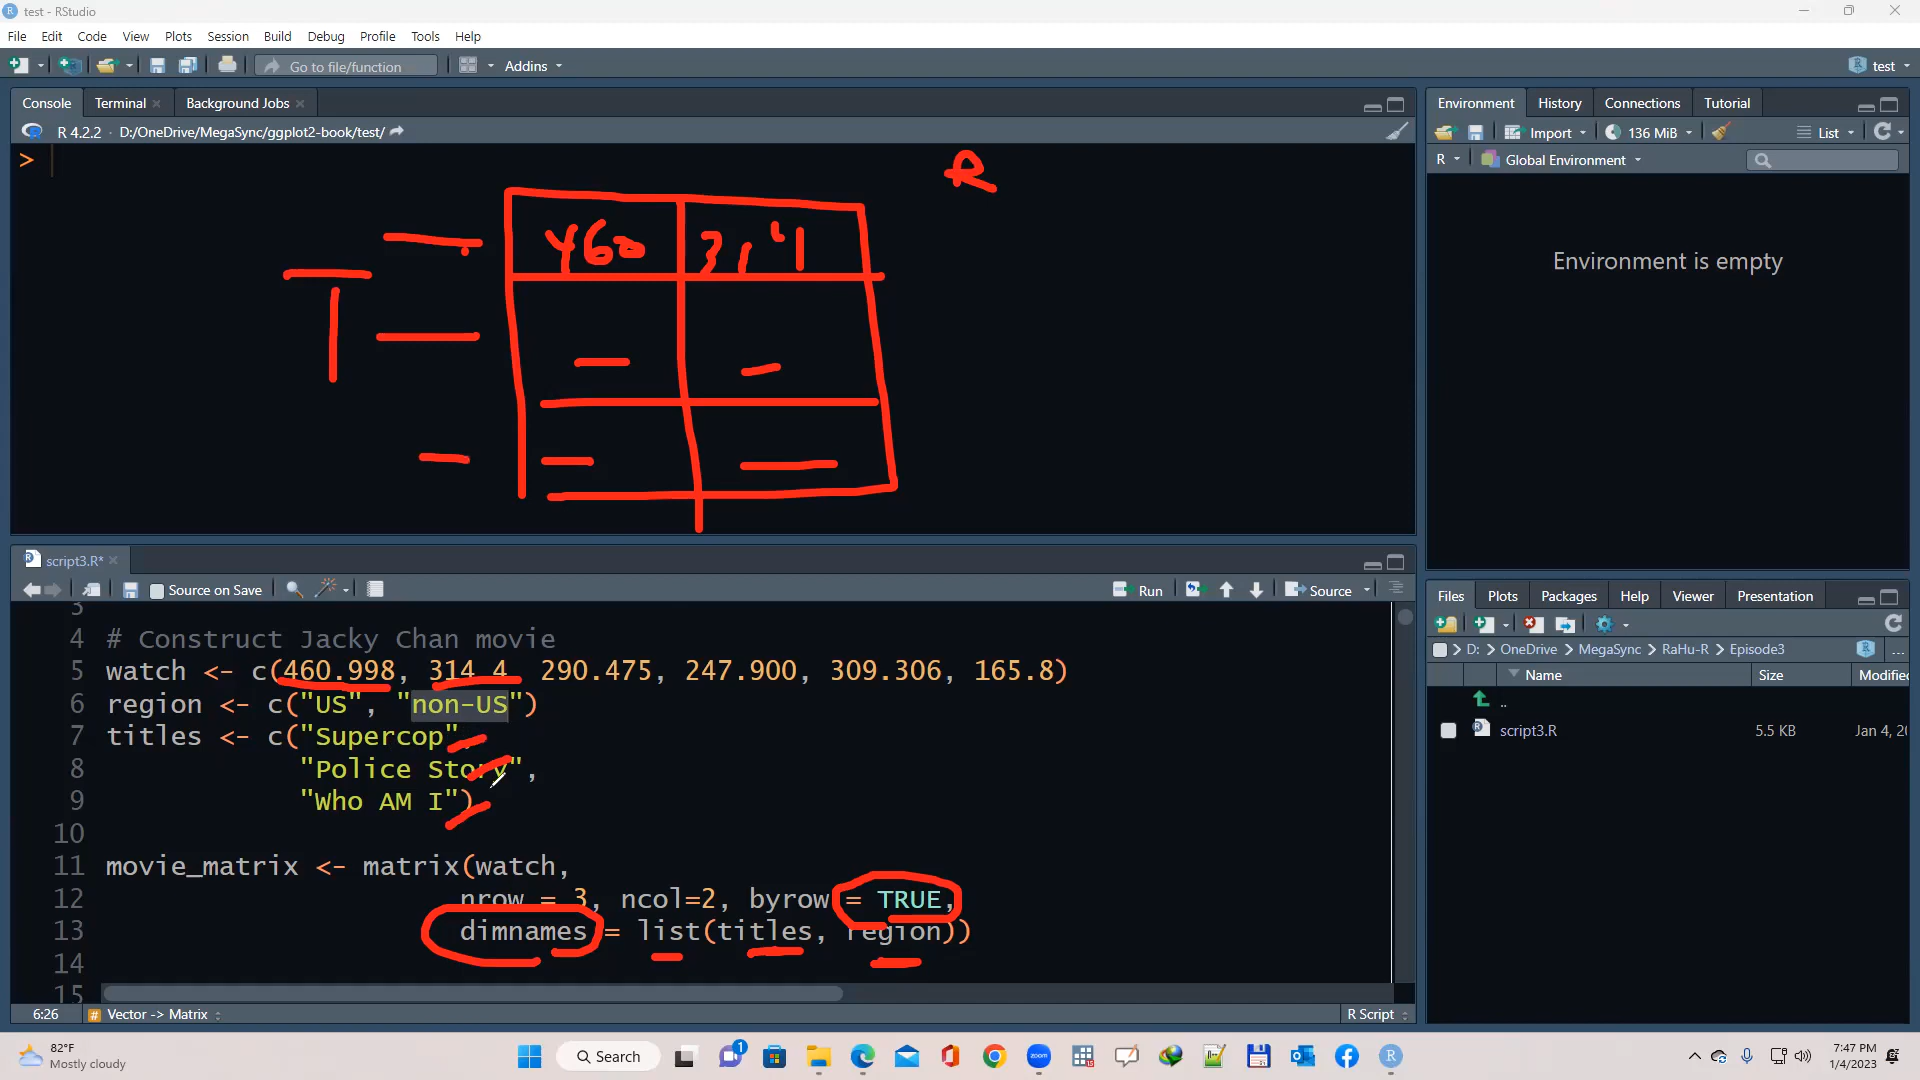 test - RStudio
File Edit Code View Plots Session Build Debug Profile Tools Help
Go to file/function Addins test
Console Terminal Background Jobs
R 4.2.2 · D:/OneDrive/MegaSync/ggplot2-book/test/
>
R
460 3,41
T
Environment History Connections Tutorial
Import 136 MiB List
R Global Environment
Environment is empty
script3.R*
Source on Save Run Source
3
4 # Construct Jacky Chan movie
5 watch <- c(460.998, 314.4 290.475, 247.900, 309.306, 165.8)
6 region <- c("US", "non-US")
7 titles <- c("Supercop",
8 "Police Story",
9 "Who AM I")
10
11 movie_matrix <- matrix(watch,
12 nrow = 3, ncol=2, byrow = TRUE,
13 dimnames = list(titles, region))
14
15
6:26 # Vector -> Matrix R Script
Files Plots Packages Help Viewer Presentation
D: OneDrive MegaSync RaHu-R Episode3 ...
Name Size Modified
..
script3.R 5.5 KB Jan 4, 20
82°F
Mostly cloudy
Search
1
zoom
7:47 PM
1/4/2023